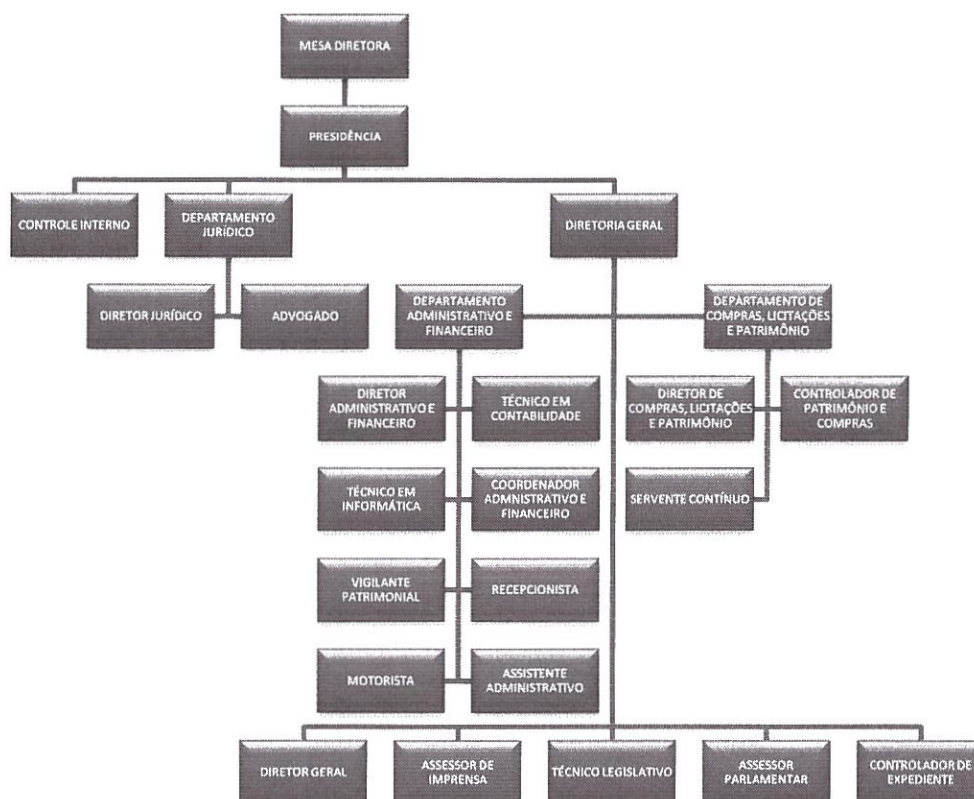 MESA DIRETORA
PRESIDÊNCIA
CONTROLE INTERNO
DEPARTAMENTO
JURÍDICO
DIRETORIA GERAL
DIRETOR JURÍDICO
ADVOGADO
DEPARTAMENTO
ADMINISTRATIVO E
FINANCEIRO
DEPARTAMENTO DE
COMPRAS, LICITAÇÕES
E PATRIMÔNIO
DIRETOR
ADMINISTRATIVO E
FINANCEIRO
TÉCNICO EM
CONTABILIDADE
DIRETOR DE
COMPRAS, LICITAÇÕES
E PATRIMÔNIO
CONTROLADOR DE
PATRIMÔNIO E
COMPRAS
TÉCNICO EM
INFORMÁTICA
COORDENADOR
ADMNISTRATIVO E
FINANCEIRO
SERVENTE CONTÍNUO
VIGILANTE
PATRIMONIAL
RECEPCIONISTA
MOTORISTA
ASSISTENTE
ADMINISTRATIVO
DIRETOR GERAL
ASSESSOR DE
IMPRENSA
TÉCNICO LEGISLATIVO
ASSESSOR
PARLAMENTAR
CONTROLADOR DE
EXPEDIENTE